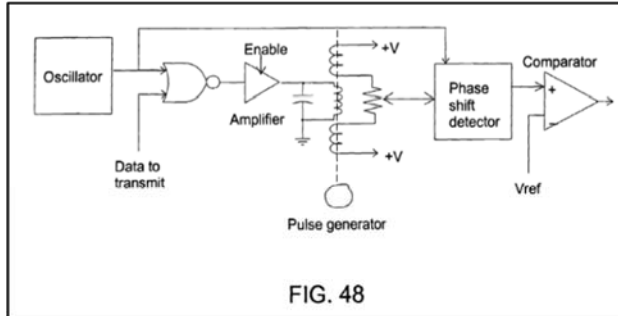 Enable
+V
Oscillator
Comparator
Phase
shift
detector
+
−
Amplifier
Data to
transmit
+V
Vref
Pulse generator
FIG. 48